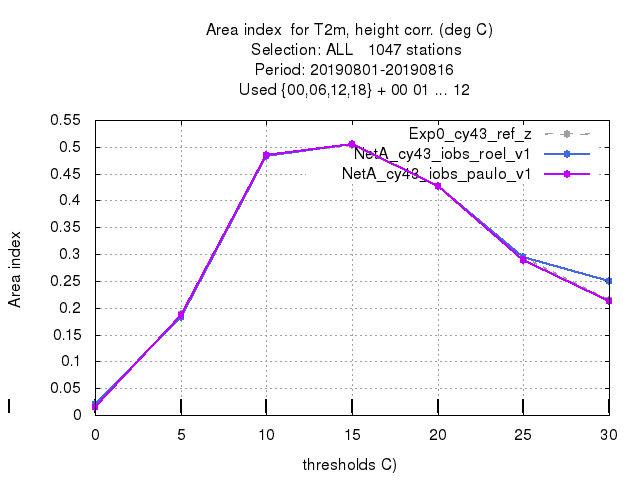 Area index  for T2m, height corr. (deg C)
Selection: ALL   1047 stations
Period: 20190801-20190816
Used {00,06,12,18} + 00 01 ... 12
Exp0_cy43_ref_z
NetA_cy43_iobs_roel_v1
NetA_cy43_iobs_paulo_v1
0.55
0.5
0.45
0.4
0.35
0.3
0.25
0.2
0.15
0.1
0.05
0
Area index
0 5 10 15 20 25 30
thresholds C)